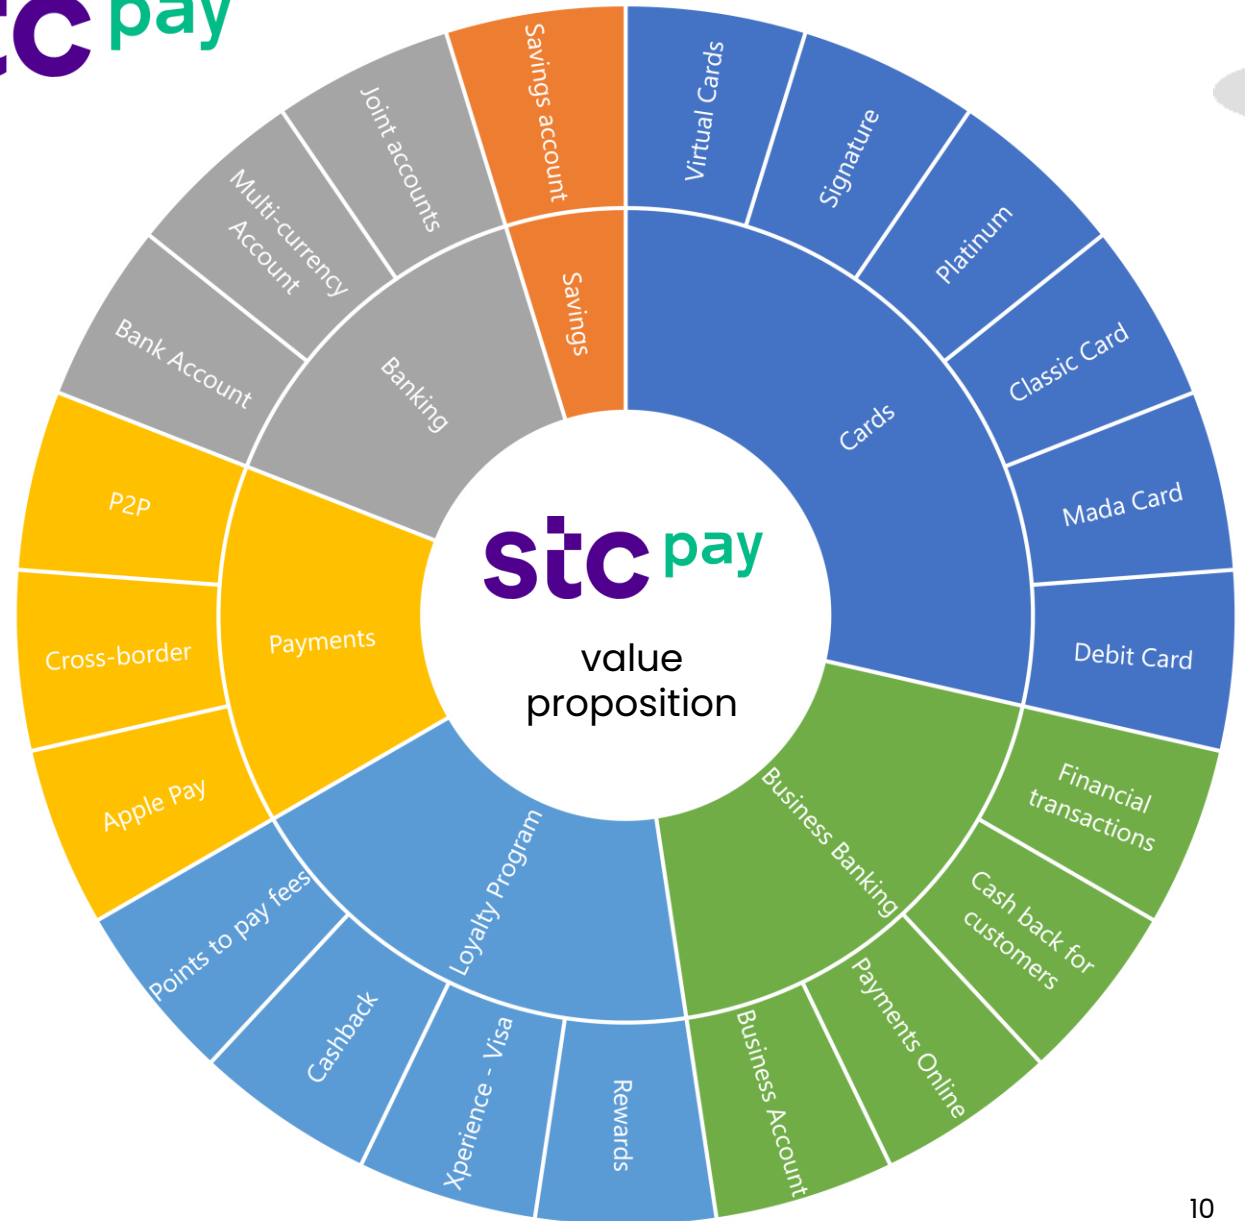 stc pay
Savings account
Virtual Cards
Signature
Platinum
Classic Card
Mada Card
Debit Card
Financial
transactions
Cash back for
customers
Payments Online
Business Account
Rewards
Xperience - Visa
Cashback
Points to pay fees
Apple Pay
Cross-border
P2P
Bank Account
Multi-currency
Account
Joint accounts
Savings
Cards
Business Banking
Loyalty Program
Payments
Banking
stc pay
value
proposition
10